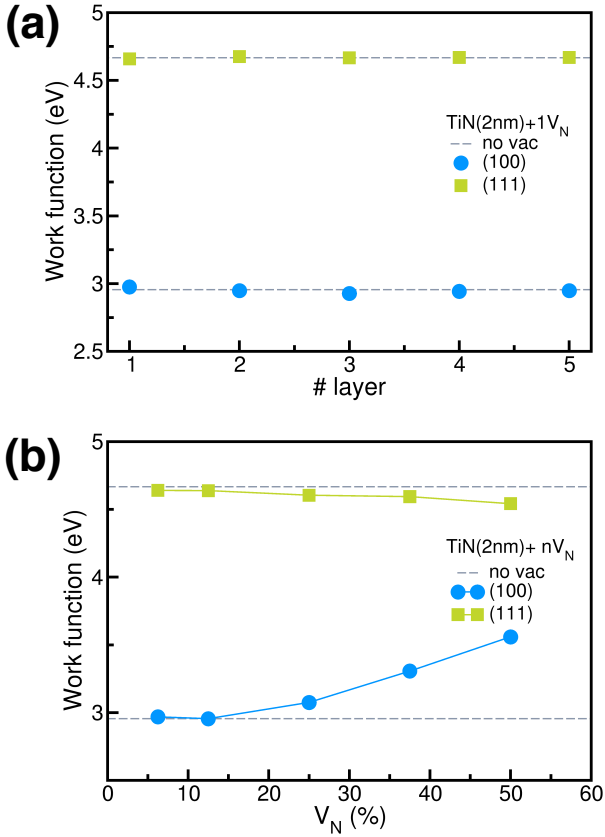 (a)
5
4.5
4
3.5
3
2.5
Work function (eV)
TiN(2nm)+1V_N
no vac
(100)
(111)
1 2 3 4 5
# layer
(b)
5
4
3
Work function (eV)
TiN(2nm)+ nV_N
no vac
(100)
(111)
0 10 20 30 40 50 60
V_N (%)